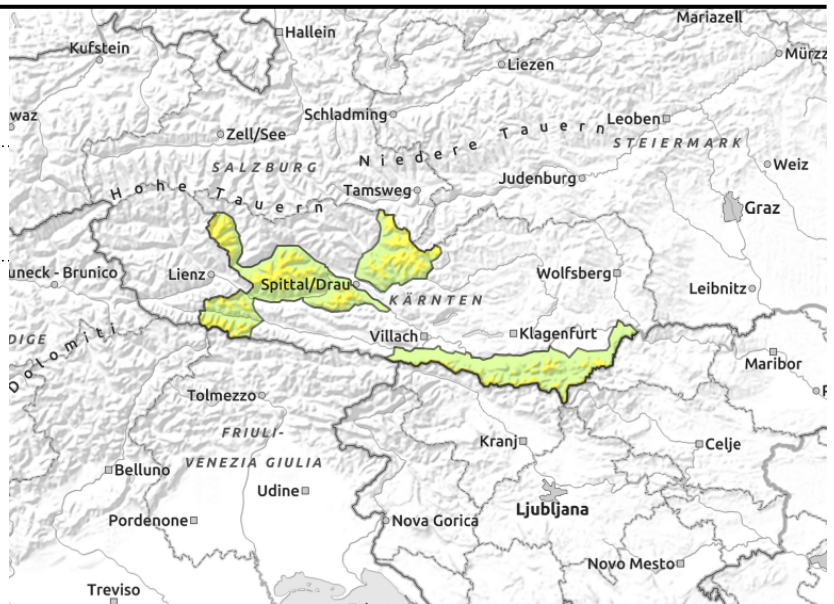 Mariazell
Hallein
Kufstein
Liezen
Mürzz
waz
Schladming
Leoben
Zell/See
Niedere Tauern
STEIERMARK
SALZBURG
Weiz
Hohe Tauern
Tamsweg
Judenburg
Graz
uneck - Brunico
Lienz
Spittal/Drau
Wolfsberg
Leibnitz
KÄRNTEN
DIGE
Dolomiti
Villach
Klagenfurt
Maribor
Tolmezzo
P
FRIULI-
VENEZIA GIULIA
Kranj
Celje
Belluno
Udine
Ljubljana
Pordenone
Nova Gorica
Novo Mesto
Treviso